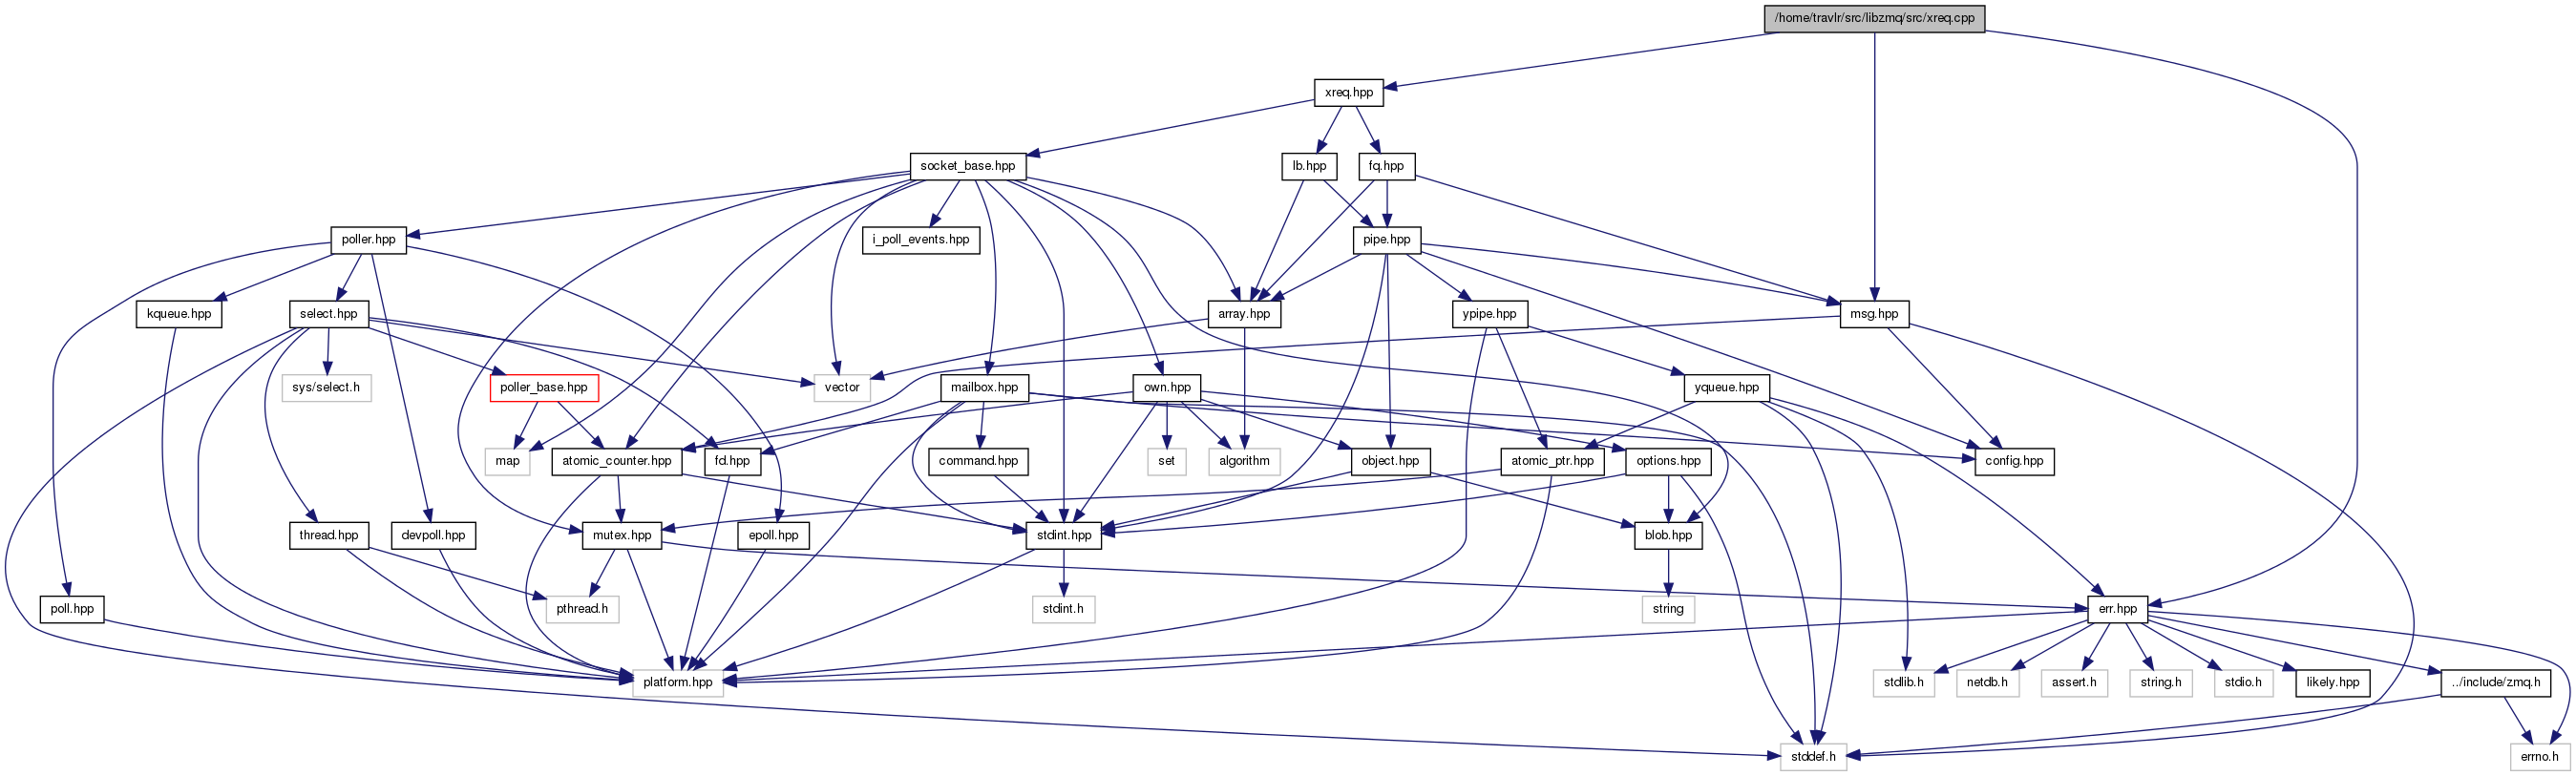 /home/travlr/src/libzmq/src/xreq.cpp
xreq.hpp
socket_base.hpp
lb.hpp
fq.hpp
poller.hpp
i_poll_events.hpp
pipe.hpp
kqueue.hpp
select.hpp
array.hpp
ypipe.hpp
msg.hpp
sys/select.h
poller_base.hpp
vector
mailbox.hpp
own.hpp
yqueue.hpp
map
atomic_counter.hpp
fd.hpp
command.hpp
set
algorithm
object.hpp
atomic_ptr.hpp
options.hpp
config.hpp
thread.hpp
devpoll.hpp
mutex.hpp
epoll.hpp
stdint.hpp
blob.hpp
poll.hpp
pthread.h
stdint.h
string
err.hpp
platform.hpp
stdlib.h
netdb.h
assert.h
string.h
stdio.h
likely.hpp
../include/zmq.h
stddef.h
errno.h